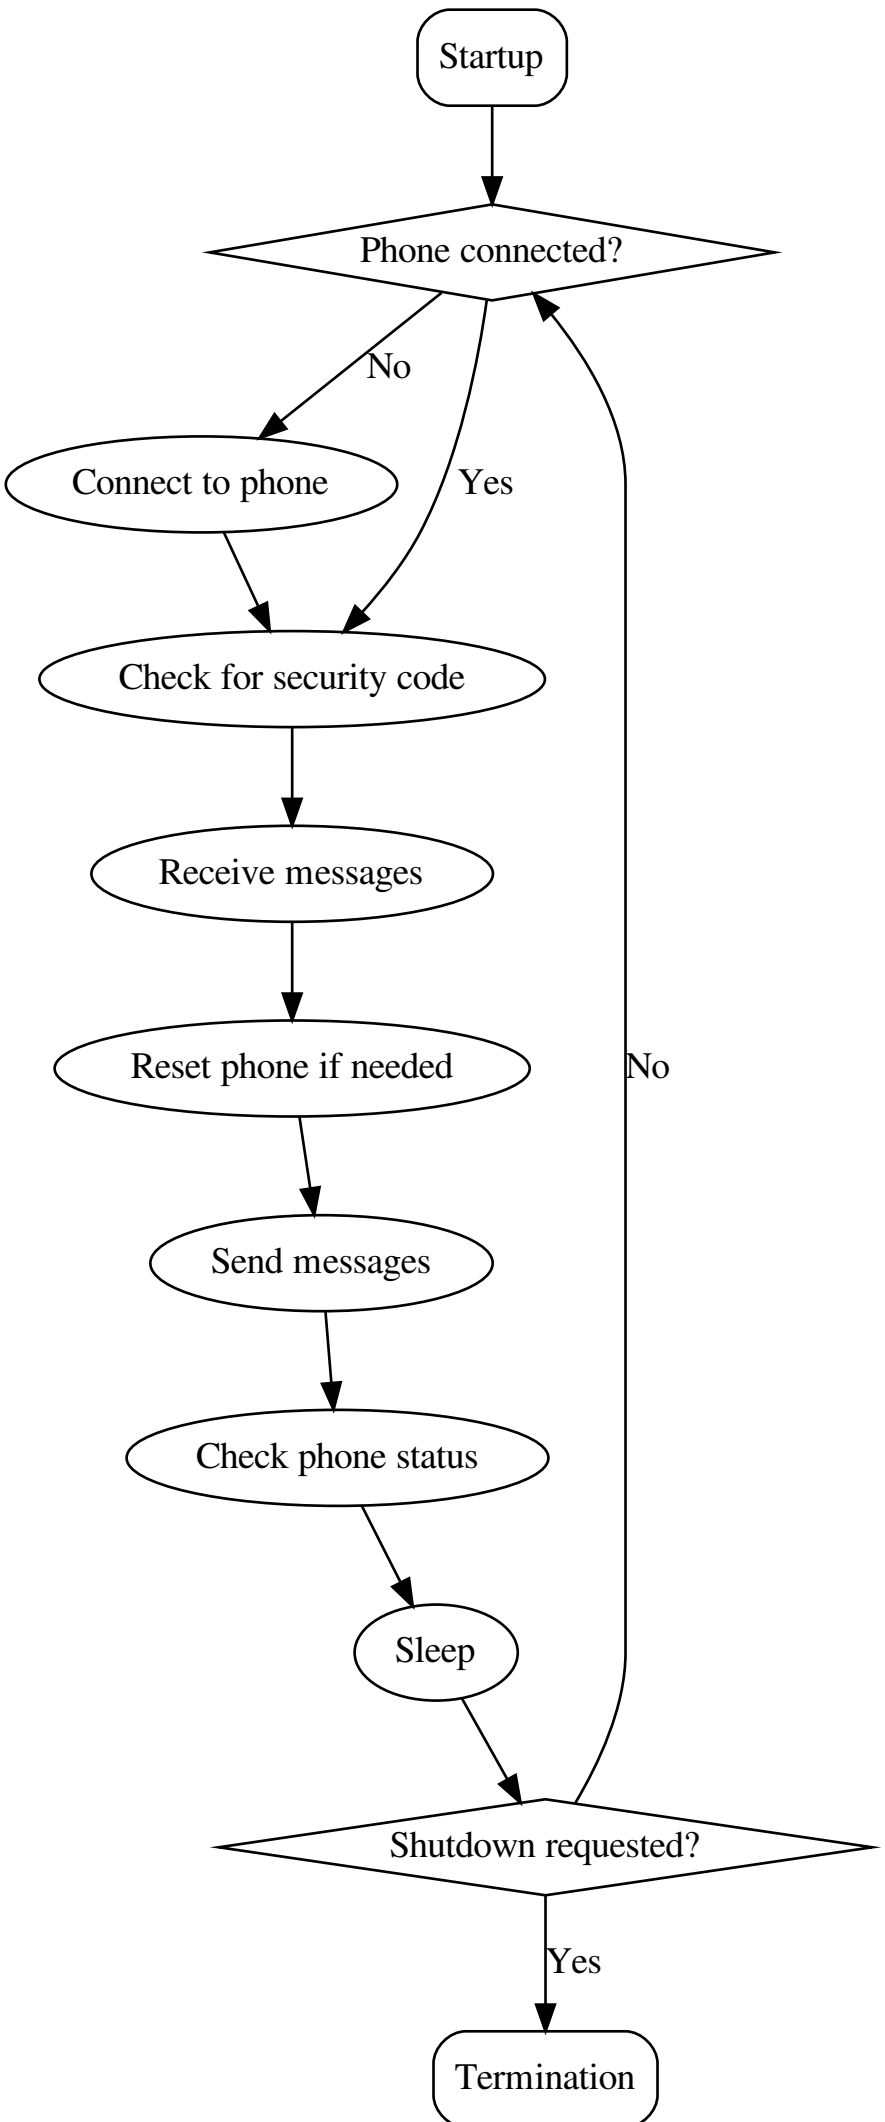 Startup
Phone connected?
No
Connect to phone
Yes
Check for security code
Receive messages
Reset phone if needed
No
Send messages
Check phone status
Sleep
Shutdown requested?
Yes
Termination